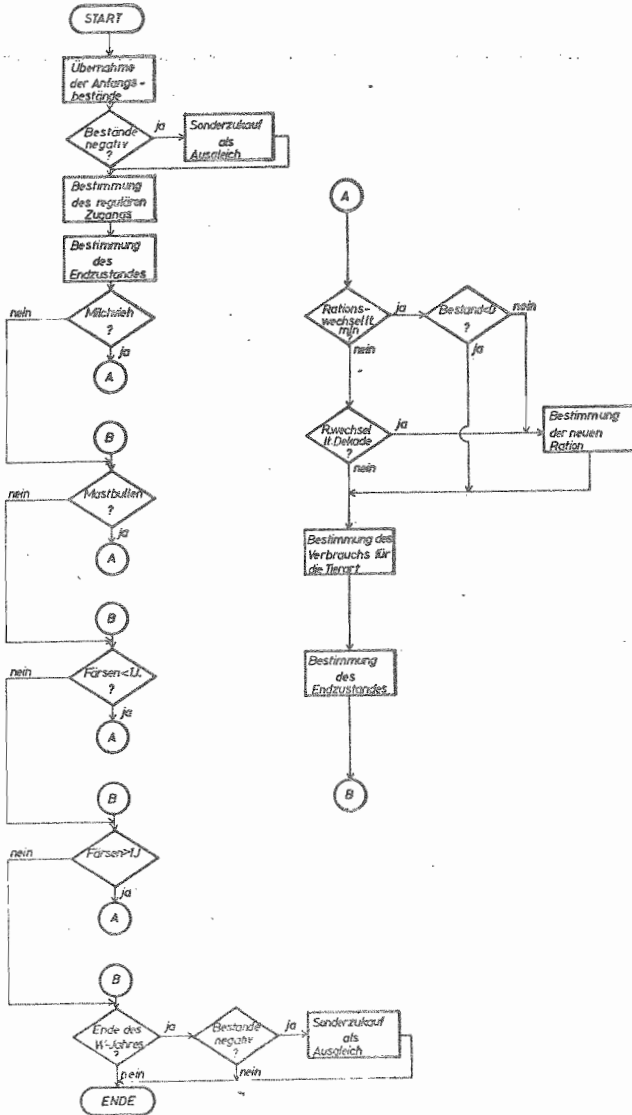 START
Übernahme
der Anfangs-
bestände
Bestände
negativ
?
ja
Sonderzukauf
als
Ausgleich
Bestimmung
des regulären
Zugangs
Bestimmung
des
Endzustandes
nein
Milchvieh
?
ja
A
B
nein
Mastbullen
?
ja
A
B
nein
Färsen<1J.
?
ja
A
B
nein
Färsen>1J
?
ja
A
B
Ende des
W-Jahres
?
ja
nein
Bestände
negativ
?
ja
nein
Sonderzukauf
als
Ausgleich
ENDE
A
Rations-
wechsel lt.
min
?
ja
nein
Bestand<0
?
nein
ja
R.wechsel
lt. Dekade
?
ja
nein
Bestimmung
der neuen
Ration
Bestimmung des
Verbrauchs für
die Tierart
Bestimmung
des
Endzustandes
B